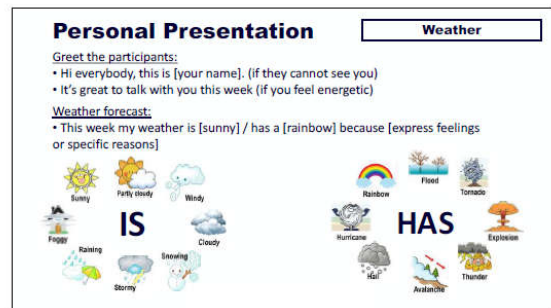 Personal Presentation
Weather
Greet the participants:
• Hi everybody, this is [your name]. (if they cannot see you)
• It's great to talk with you this week (if you feel energetic)
Weather forecast:
• This week my weather is [sunny] / has a [rainbow] because [express feelings
or specific reasons]
Sunny
Partly cloudy
Windy
Foggy
IS
Cloudy
Raining
Stormy
Snowing
Rainbow
Flood
Tornado
Hurricane
HAS
Explosion
Hail
Avalanche
Thunder